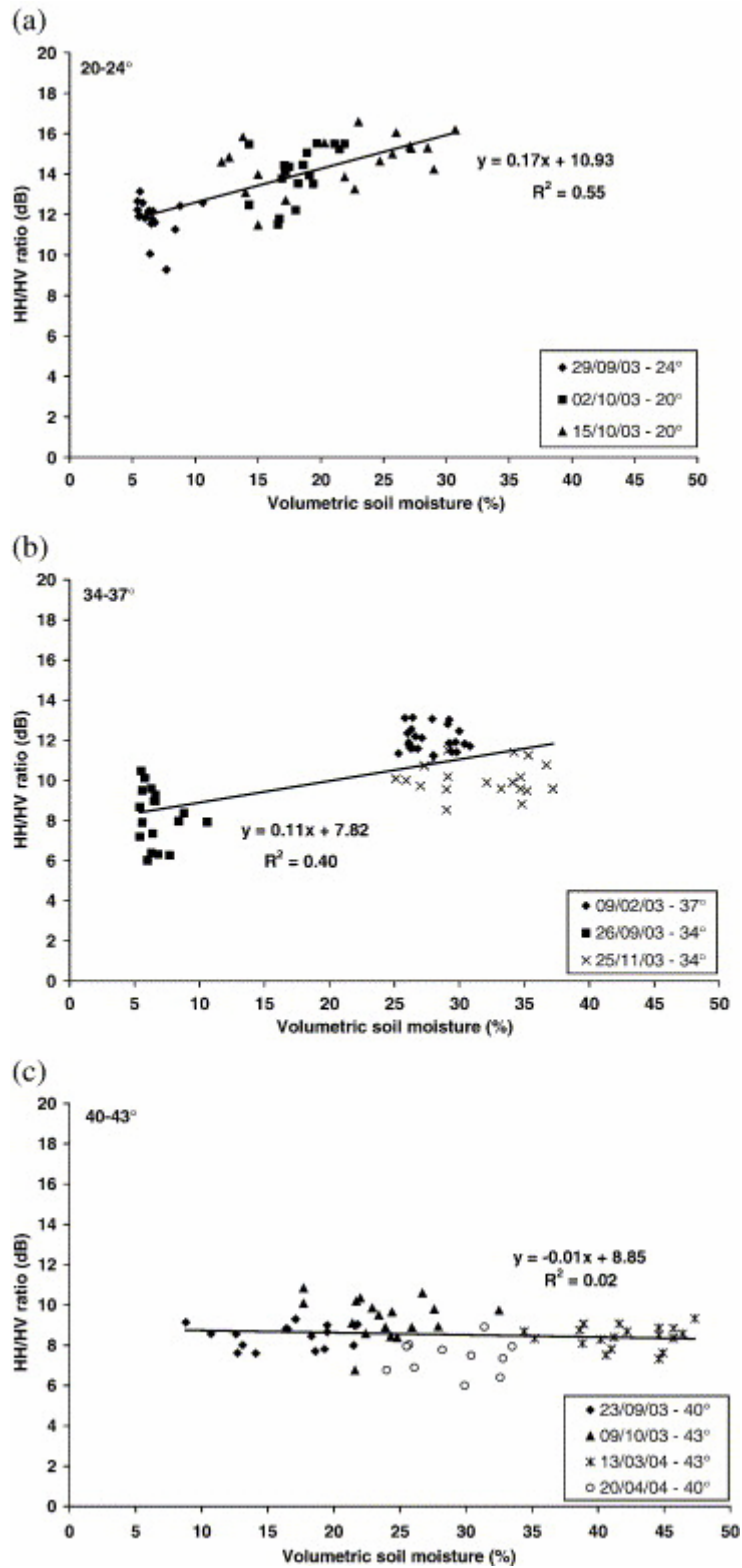 (a)
20
18
16
14
12
10
8
6
4
2
0
HH/HV ratio (dB)
20-24°
y = 0.17x + 10.93
R² = 0.55
29/09/03 - 24°
02/10/03 - 20°
15/10/03 - 20°
0 5 10 15 20 25 30 35 40 45 50
Volumetric soil moisture (%)
(b)
20
18
16
14
12
10
8
6
4
2
0
HH/HV ratio (dB)
34-37°
y = 0.11x + 7.82
R² = 0.40
09/02/03 - 37°
26/09/03 - 34°
25/11/03 - 34°
0 5 10 15 20 25 30 35 40 45 50
Volumetric soil moisture (%)
(c)
20
18
16
14
12
10
8
6
4
2
0
HH/HV ratio (dB)
40-43°
y = -0.01x + 8.85
R² = 0.02
23/09/03 - 40°
09/10/03 - 43°
13/03/04 - 43°
20/04/04 - 40°
0 5 10 15 20 25 30 35 40 45 50
Volumetric soil moisture (%)